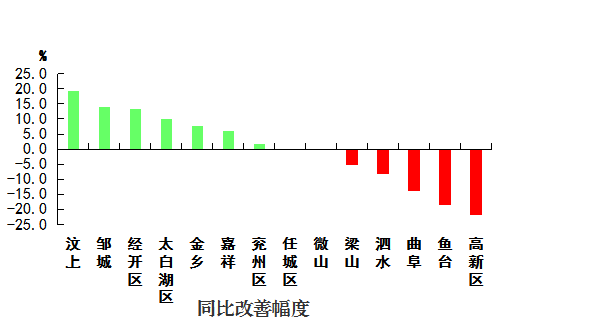 %
25.0
20.0
15.0
10.0
5.0
0.0
-5.0
-10.0
-15.0
-20.0
-25.0
汶上
邹城
经开区
太白湖区
金乡
嘉祥
兖州区
任城区
微山
梁山
泗水
曲阜
鱼台
高新区
同比改善幅度